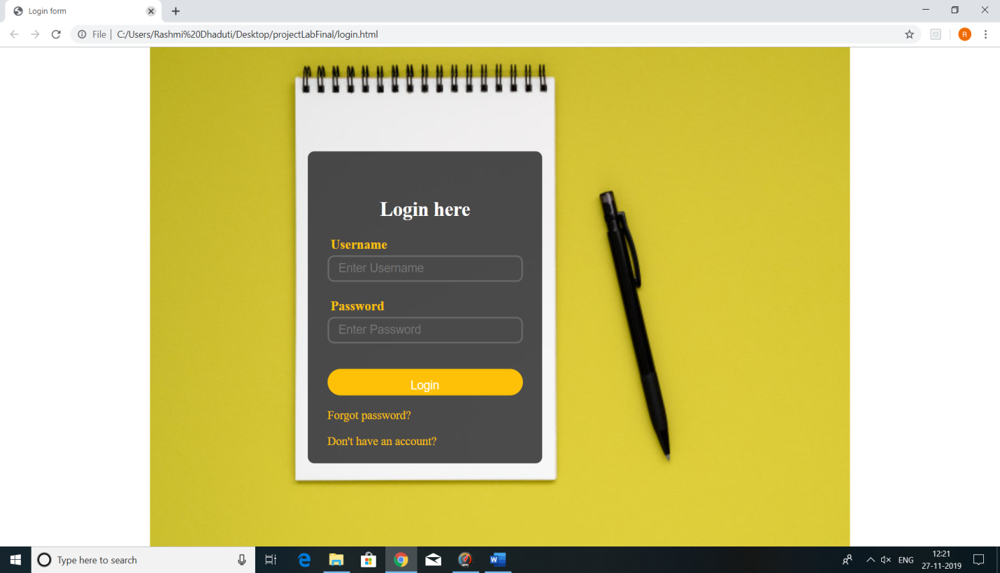 Login form
File | C:/Users/Rashmi%20Dhaduti/Desktop/projectLabFinal/login.html
R
Login here
Username
Enter Username
Password
Enter Password
Login
Forgot password?
Don't have an account?
Type here to search
W
ENG
12:21
27-11-2019